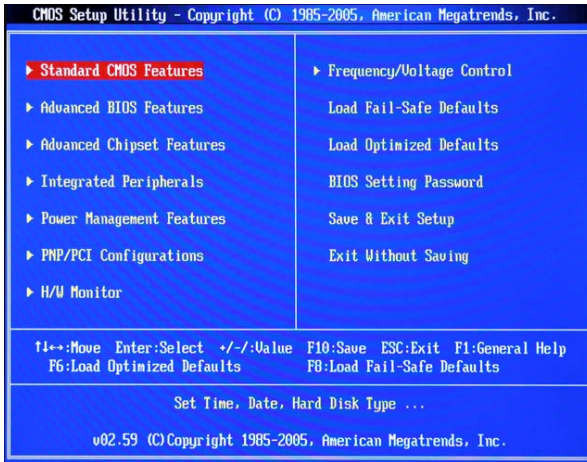 CMOS Setup Utility - Copyright (C) 1985-2005, American Megatrends, Inc.
▶ Standard CMOS Features
▶ Advanced BIOS Features
▶ Advanced Chipset Features
▶ Integrated Peripherals
▶ Power Management Features
▶ PNP/PCI Configurations
▶ H/W Monitor
▶ Frequency/Voltage Control
Load Fail-Safe Defaults
Load Optimized Defaults
BIOS Setting Password
Save & Exit Setup
Exit Without Saving
↑↓↔:Move Enter:Select +/-/:Value F10:Save ESC:Exit F1:General Help
F6:Load Optimized Defaults F8:Load Fail-Safe Defaults
Set Time, Date, Hard Disk Type ...
v02.59 (C)Copyright 1985-2005, American Megatrends, Inc.